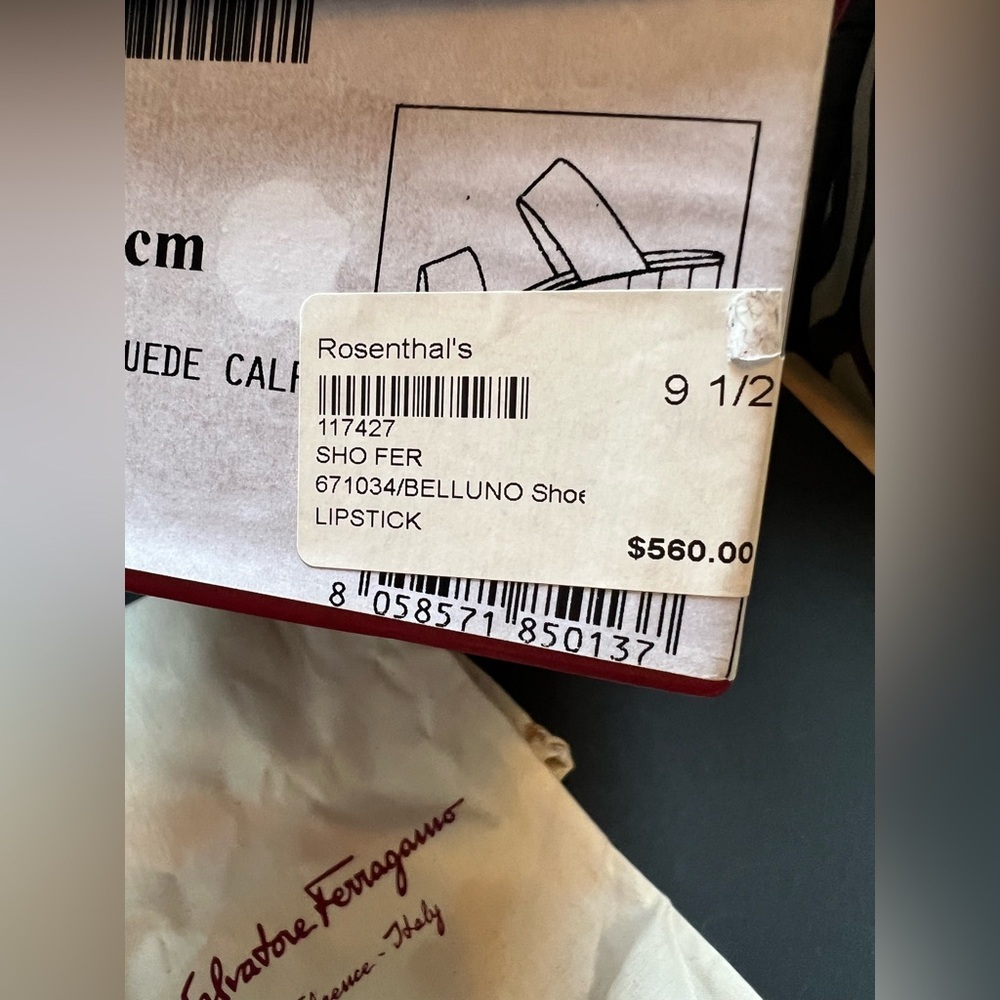 cm
UEDE CALF
Rosenthal's
9 1/2
117427
SHO FER
671034/BELLUNO Shoe
LIPSTICK
$560.00
8 058571 850137
Salvatore Ferragamo
Florence - Italy